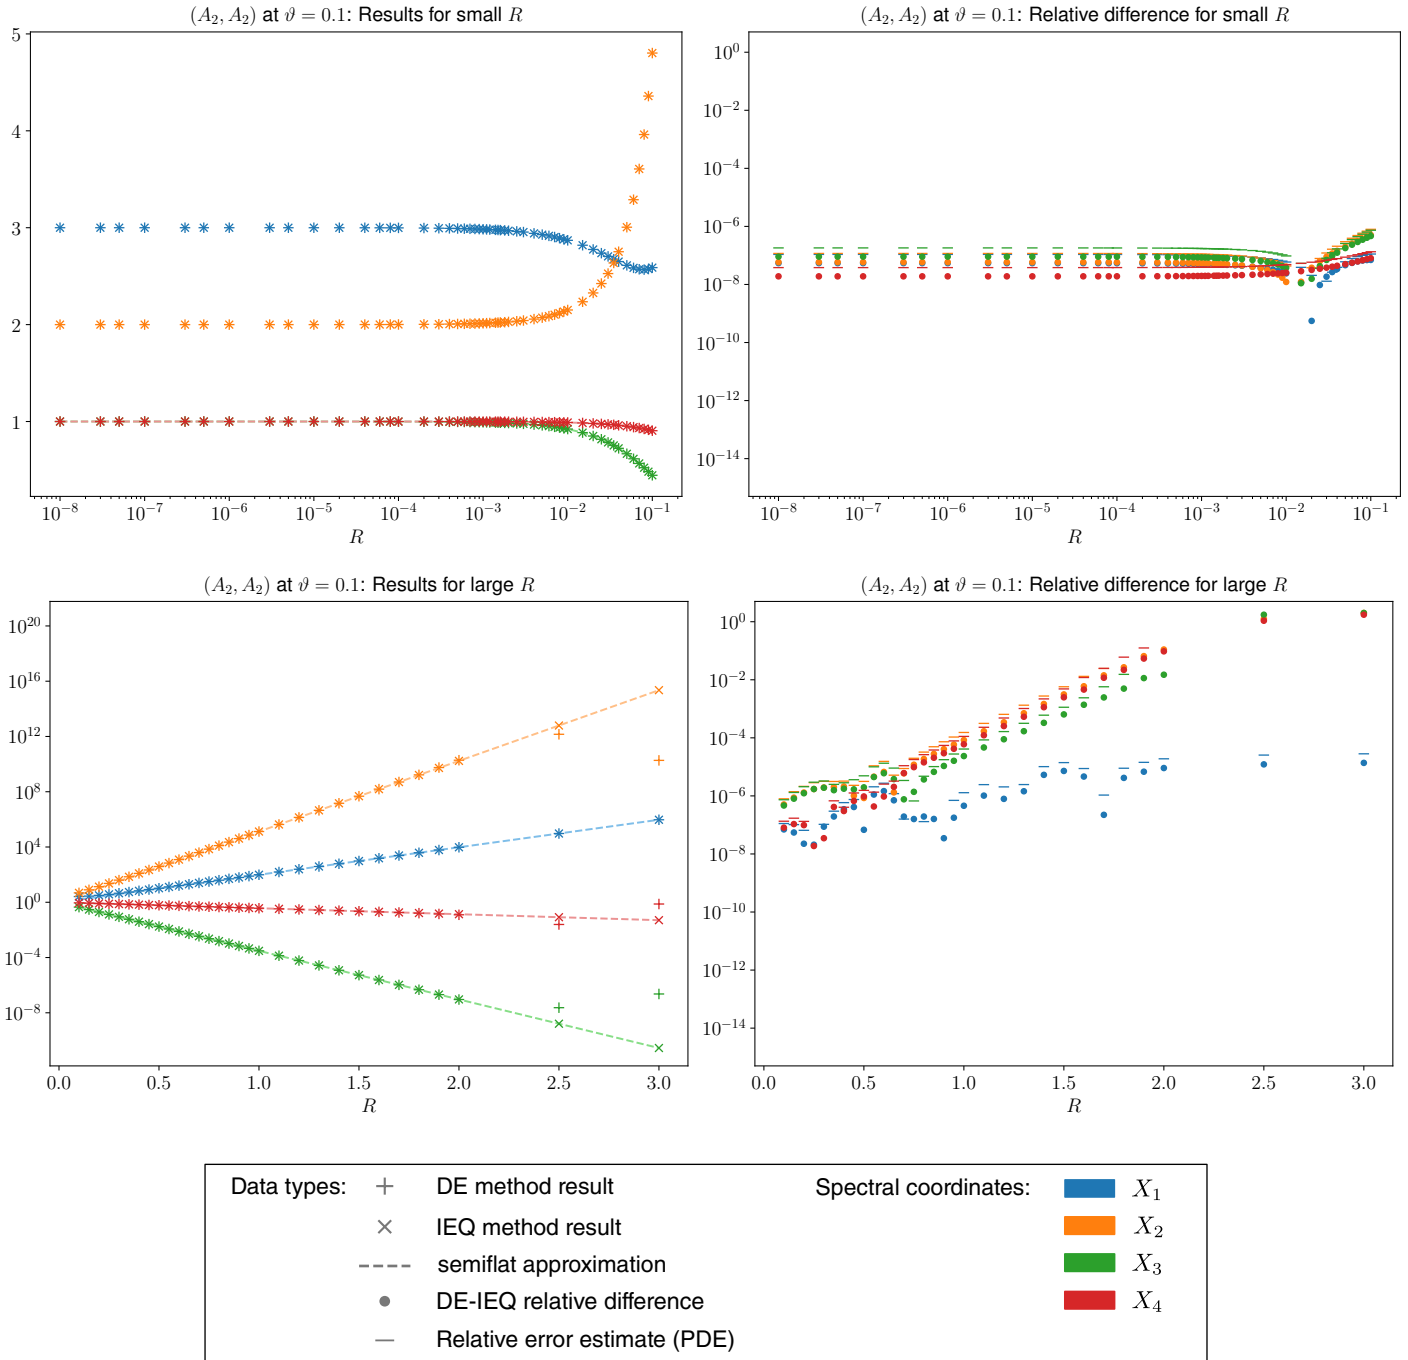 (A₂, A₂) at ϑ = 0.1: Results for small R
5
4
3
2
1
10⁻⁸ 10⁻⁷ 10⁻⁶ 10⁻⁵ 10⁻⁴ 10⁻³ 10⁻² 10⁻¹
R
(A₂, A₂) at ϑ = 0.1: Relative difference for small R
10⁰
10⁻²
10⁻⁴
10⁻⁶
10⁻⁸
10⁻¹⁰
10⁻¹²
10⁻¹⁴
10⁻⁸ 10⁻⁷ 10⁻⁶ 10⁻⁵ 10⁻⁴ 10⁻³ 10⁻² 10⁻¹
R
(A₂, A₂) at ϑ = 0.1: Results for large R
10²⁰
10¹⁶
10¹²
10⁸
10⁴
10⁰
10⁻⁴
10⁻⁸
0.0 0.5 1.0 1.5 2.0 2.5 3.0
R
(A₂, A₂) at ϑ = 0.1: Relative difference for large R
10⁰
10⁻²
10⁻⁴
10⁻⁶
10⁻⁸
10⁻¹⁰
10⁻¹²
10⁻¹⁴
0.0 0.5 1.0 1.5 2.0 2.5 3.0
R
Data types:
DE method result
IEQ method result
semiflat approximation
DE-IEQ relative difference
Relative error estimate (PDE)
Spectral coordinates:
X₁
X₂
X₃
X₄